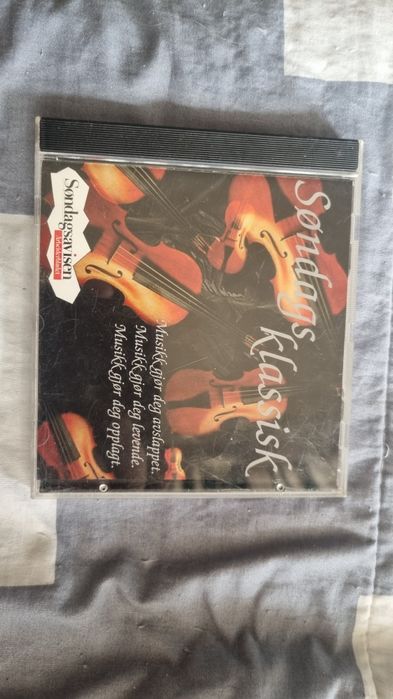 Søndags
klassisk
Søndagsavisen
Musikk gjør deg avslappet.
Musikk gjør deg levende.
Musikk gjør deg opplagt.